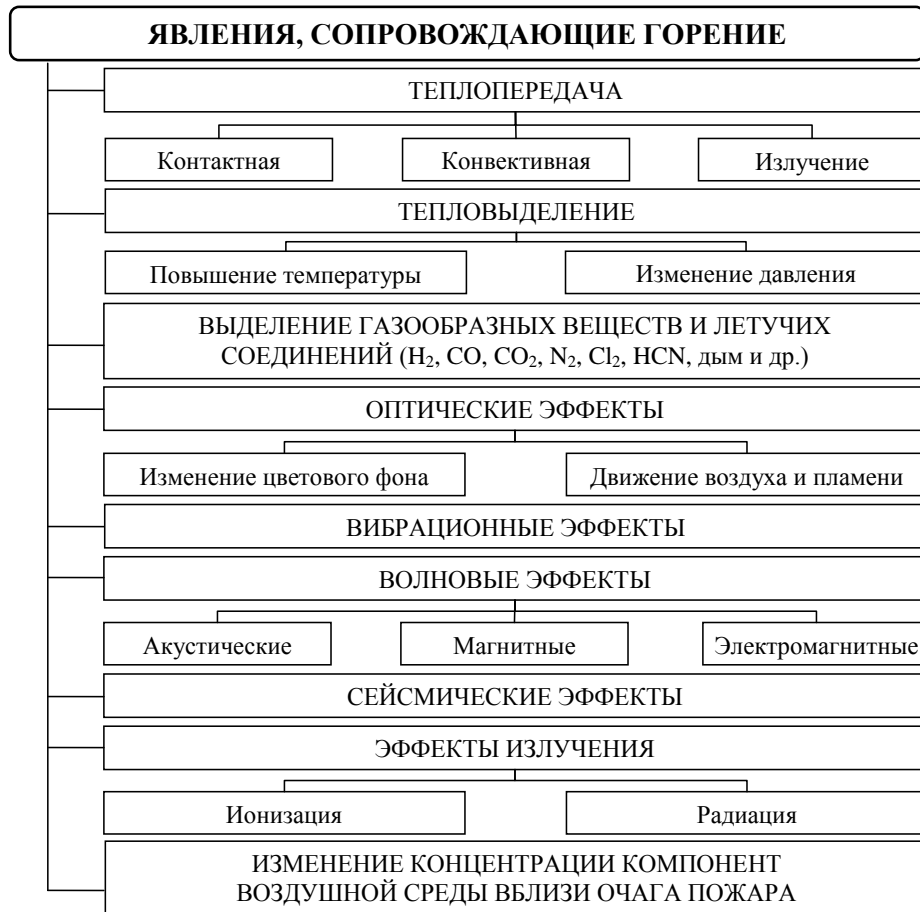 ЯВЛЕНИЯ, СОПРОВОЖДАЮЩИЕ ГОРЕНИЕ
ТЕПЛОПЕРЕДАЧА
Контактная
Конвективная
Излучение
ТЕПЛОВЫДЕЛЕНИЕ
Повышение температуры
Изменение давления
ВЫДЕЛЕНИЕ ГАЗООБРАЗНЫХ ВЕЩЕСТВ И ЛЕТУЧИХ
СОЕДИНЕНИЙ (H₂, CO, CO₂, N₂, Cl₂, HCN, дым и др.)
ОПТИЧЕСКИЕ ЭФФЕКТЫ
Изменение цветового фона
Движение воздуха и пламени
ВИБРАЦИОННЫЕ ЭФФЕКТЫ
ВОЛНОВЫЕ ЭФФЕКТЫ
Акустические
Магнитные
Электромагнитные
СЕЙСМИЧЕСКИЕ ЭФФЕКТЫ
ЭФФЕКТЫ ИЗЛУЧЕНИЯ
Ионизация
Радиация
ИЗМЕНЕНИЕ КОНЦЕНТРАЦИИ КОМПОНЕНТ
ВОЗДУШНОЙ СРЕДЫ ВБЛИЗИ ОЧАГА ПОЖАРА